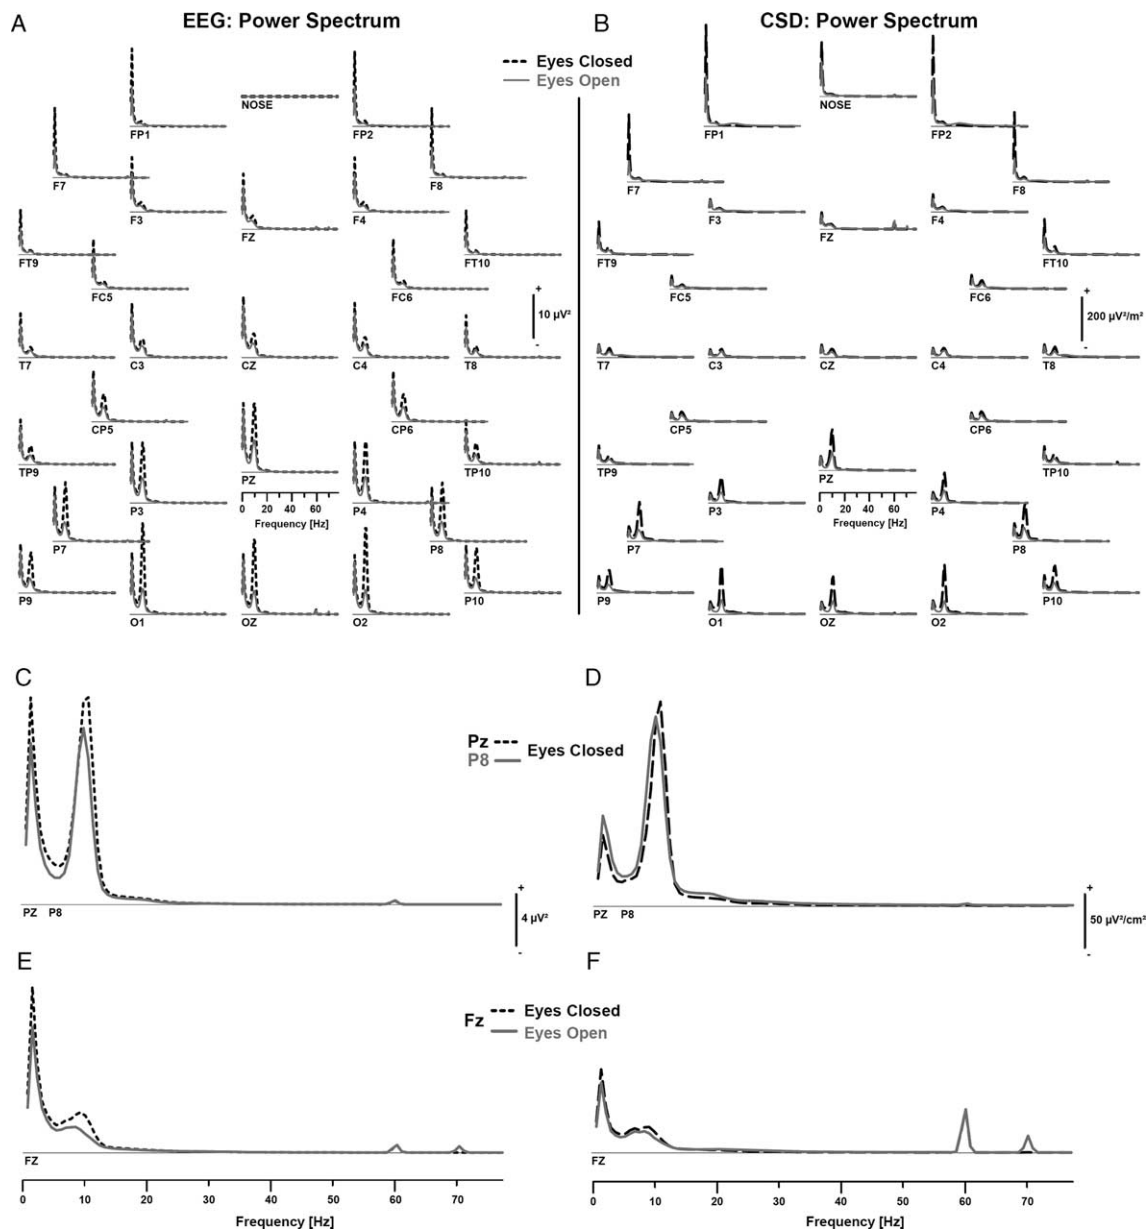 A
EEG: Power Spectrum
B
CSD: Power Spectrum
Eyes Closed
Eyes Open
FP1
NOSE
FP2
F7
F8
F3
FZ
F4
FT9
FT10
FC5
FC6
+
10 µV²
-
T7
C3
CZ
C4
T8
CP5
CP6
TP9
TP10
PZ
0 20 40 60
Frequency [Hz]
P3
P4
P7
P8
P9
P10
O1
OZ
O2
FP1
NOSE
FP2
F7
F8
F3
FZ
F4
FT9
FT10
FC5
FC6
+
200 µV²/m²
-
T7
C3
CZ
C4
T8
CP5
CP6
TP9
TP10
PZ
0 20 40 60
Frequency [Hz]
P3
P4
P7
P8
P9
P10
O1
OZ
O2
C
D
Pz
P8
Eyes Closed
PZ P8
+
4 µV²
-
PZ P8
+
50 µV²/cm²
-
E
F
Fz
Eyes Closed
Eyes Open
FZ
FZ
0 10 20 30 40 50 60 70
Frequency [Hz]
0 10 20 30 40 50 60 70
Frequency [Hz]